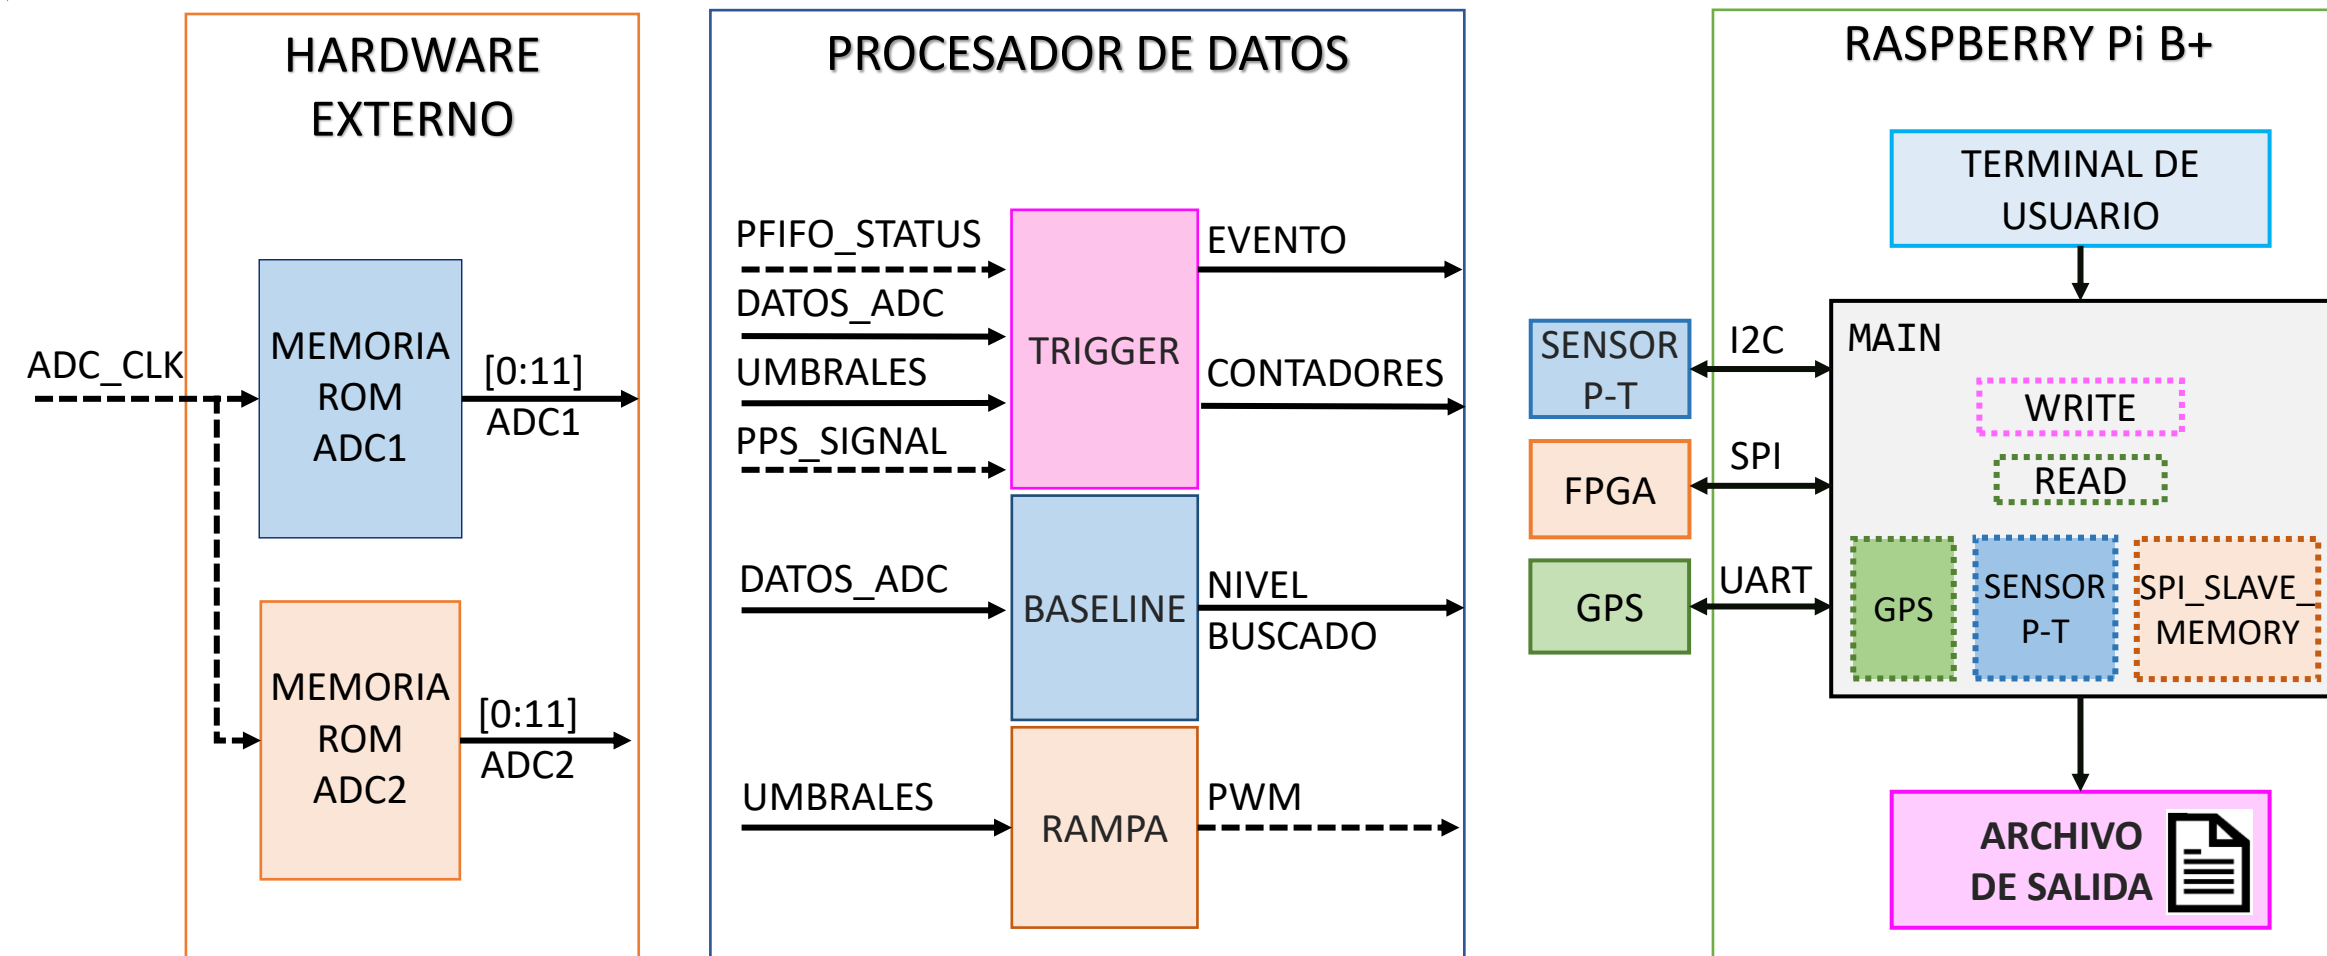 HARDWARE
EXTERNO
ADC_CLK
MEMORIA
ROM
ADC1
[0:11]
ADC1
MEMORIA
ROM
ADC2
[0:11]
ADC2
PROCESADOR DE DATOS
PFIFO_STATUS
DATOS_ADC
UMBRALES
PPS_SIGNAL
TRIGGER
EVENTO
CONTADORES
DATOS_ADC
BASELINE
NIVEL
BUSCADO
UMBRALES
RAMPA
PWM
RASPBERRY Pi B+
TERMINAL DE
USUARIO
SENSOR
P-T
I2C
FPGA
SPI
GPS
UART
MAIN
WRITE
READ
GPS
SENSOR
P-T
SPI_SLAVE_
MEMORY
ARCHIVO
DE SALIDA